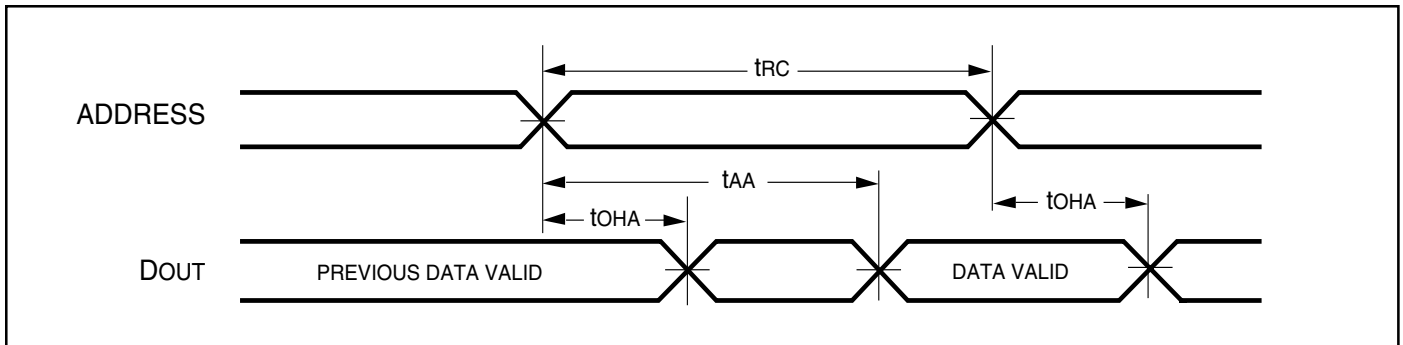 tRC
ADDRESS
tAA
tOHA
tOHA
DOUT
PREVIOUS DATA VALID
DATA VALID